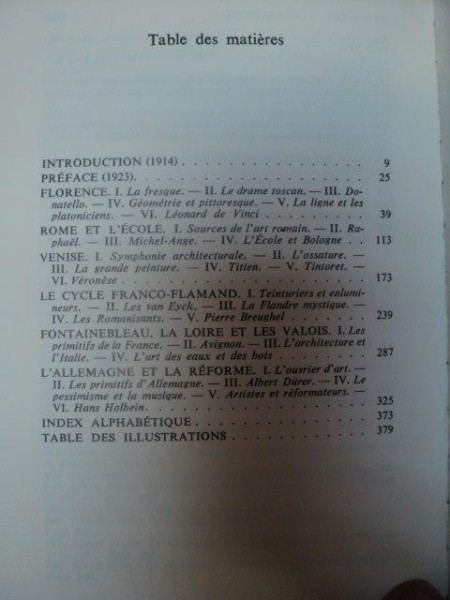 Table des matières
INTRODUCTION (1914) . . . . . . . . . . . . . . . . 9
PRÉFACE (1923). . . . . . . . . . . . . . . . . . . 25
FLORENCE. I. La fresque. — II. Le drame toscan. — III. Do-
natello. — IV. Géométrie et pittoresque. — V. La ligne et les
platoniciens. — VI. Léonard de Vinci . . . . . . . . 39
ROME ET L'ÉCOLE. I. Sources de l'art romain. — II. Ra-
phaël. — III. Michel-Ange. — IV. L'École et Bologne . . 113
VENISE. I. Symphonie architecturale. — II. L'ossature. —
III. La grande peinture. — IV. Titien. — V. Tintoret. —
VI. Véronèse . . . . . . . . . . . . . . . . . . . 173
LE CYCLE FRANCO-FLAMAND. I. Teinturiers et enlumi-
neurs. — II. Les van Eyck. — III. La Flandre mystique. —
IV. Les Romanisants. — V. Pierre Breughel . . . . . . 239
FONTAINEBLEAU, LA LOIRE ET LES VALOIS. I. Les
primitifs de la France. — II. Avignon. — III. L'architecture et
l'Italie. — IV. L'art des eaux et des bois . . . . . . . 287
L'ALLEMAGNE ET LA RÉFORME. I. L'ouvrier d'art. —
II. Les primitifs d'Allemagne. — III. Albert Dürer. — IV. Le
pessimisme et la musique. — V. Artistes et réformateurs. —
VI. Hans Holbein. . . . . . . . . . . . . . . . . . 325
INDEX ALPHABÉTIQUE . . . . . . . . . . . . . . . 373
TABLE DES ILLUSTRATIONS . . . . . . . . . . . . . 379